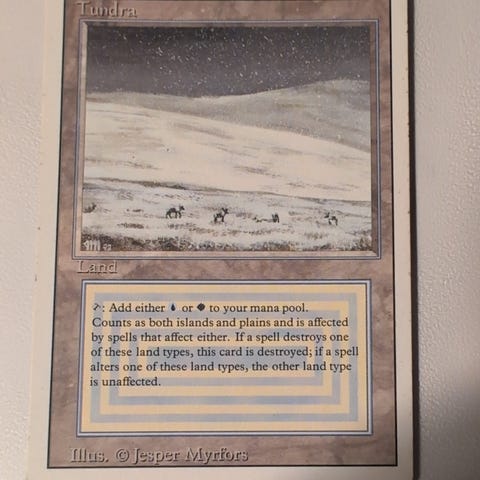 Tundra
JM 92
Land
: Add either or to your mana pool.
Counts as both islands and plains and is affected
by spells that affect either. If a spell destroys one
of these land types, this card is destroyed; if a spell
alters one of these land types, the other land type
is unaffected.
Illus. © Jesper Myrfors